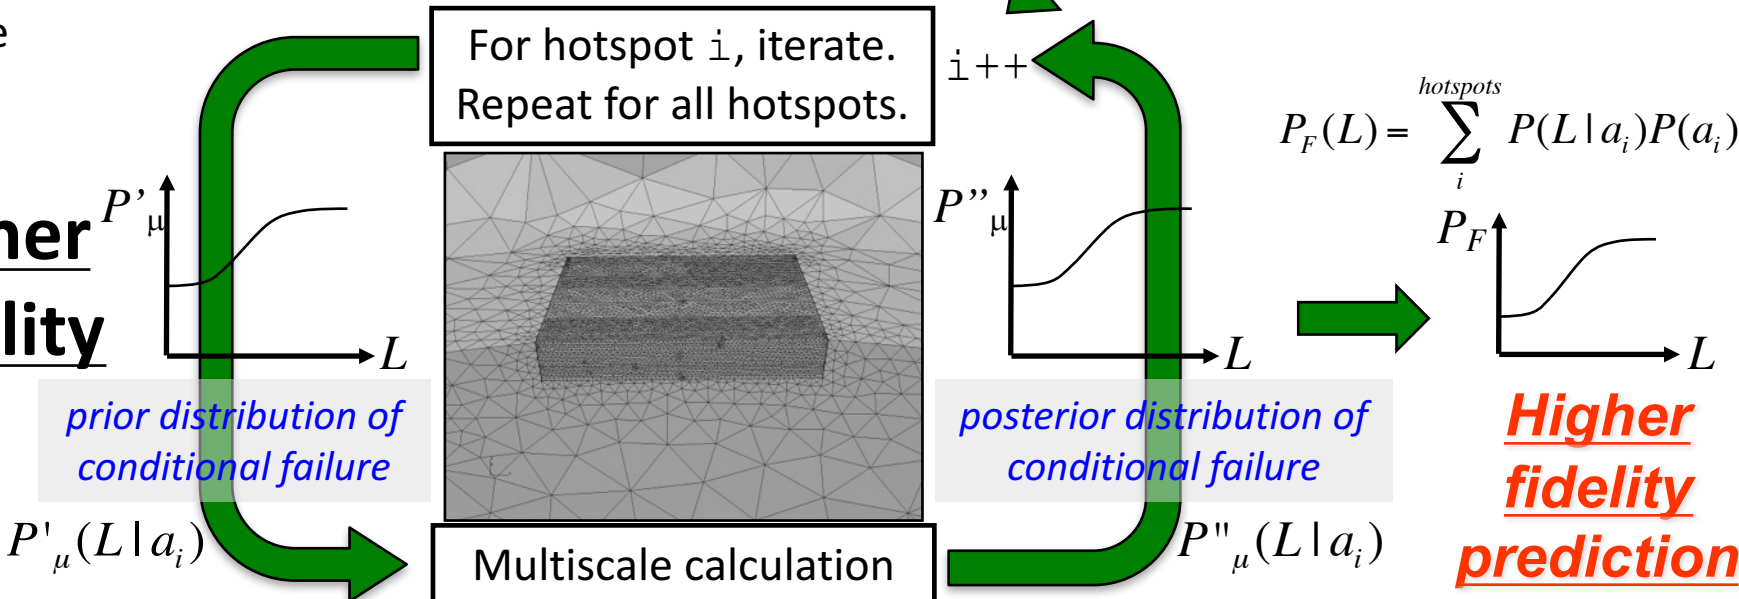 e
For hotspot i, iterate.
Repeat for all hotspots.
i++
hotspots
P_F(L) = ∑ P(L|a_i)P(a_i)
i
her
lity
P’_μ
L
prior distribution of
conditional failure
P'_μ(L|a_i)
Multiscale calculation
P”_μ
L
posterior distribution of
conditional failure
P"_μ(L|a_i)
P_F
L
Higher
fidelity
prediction